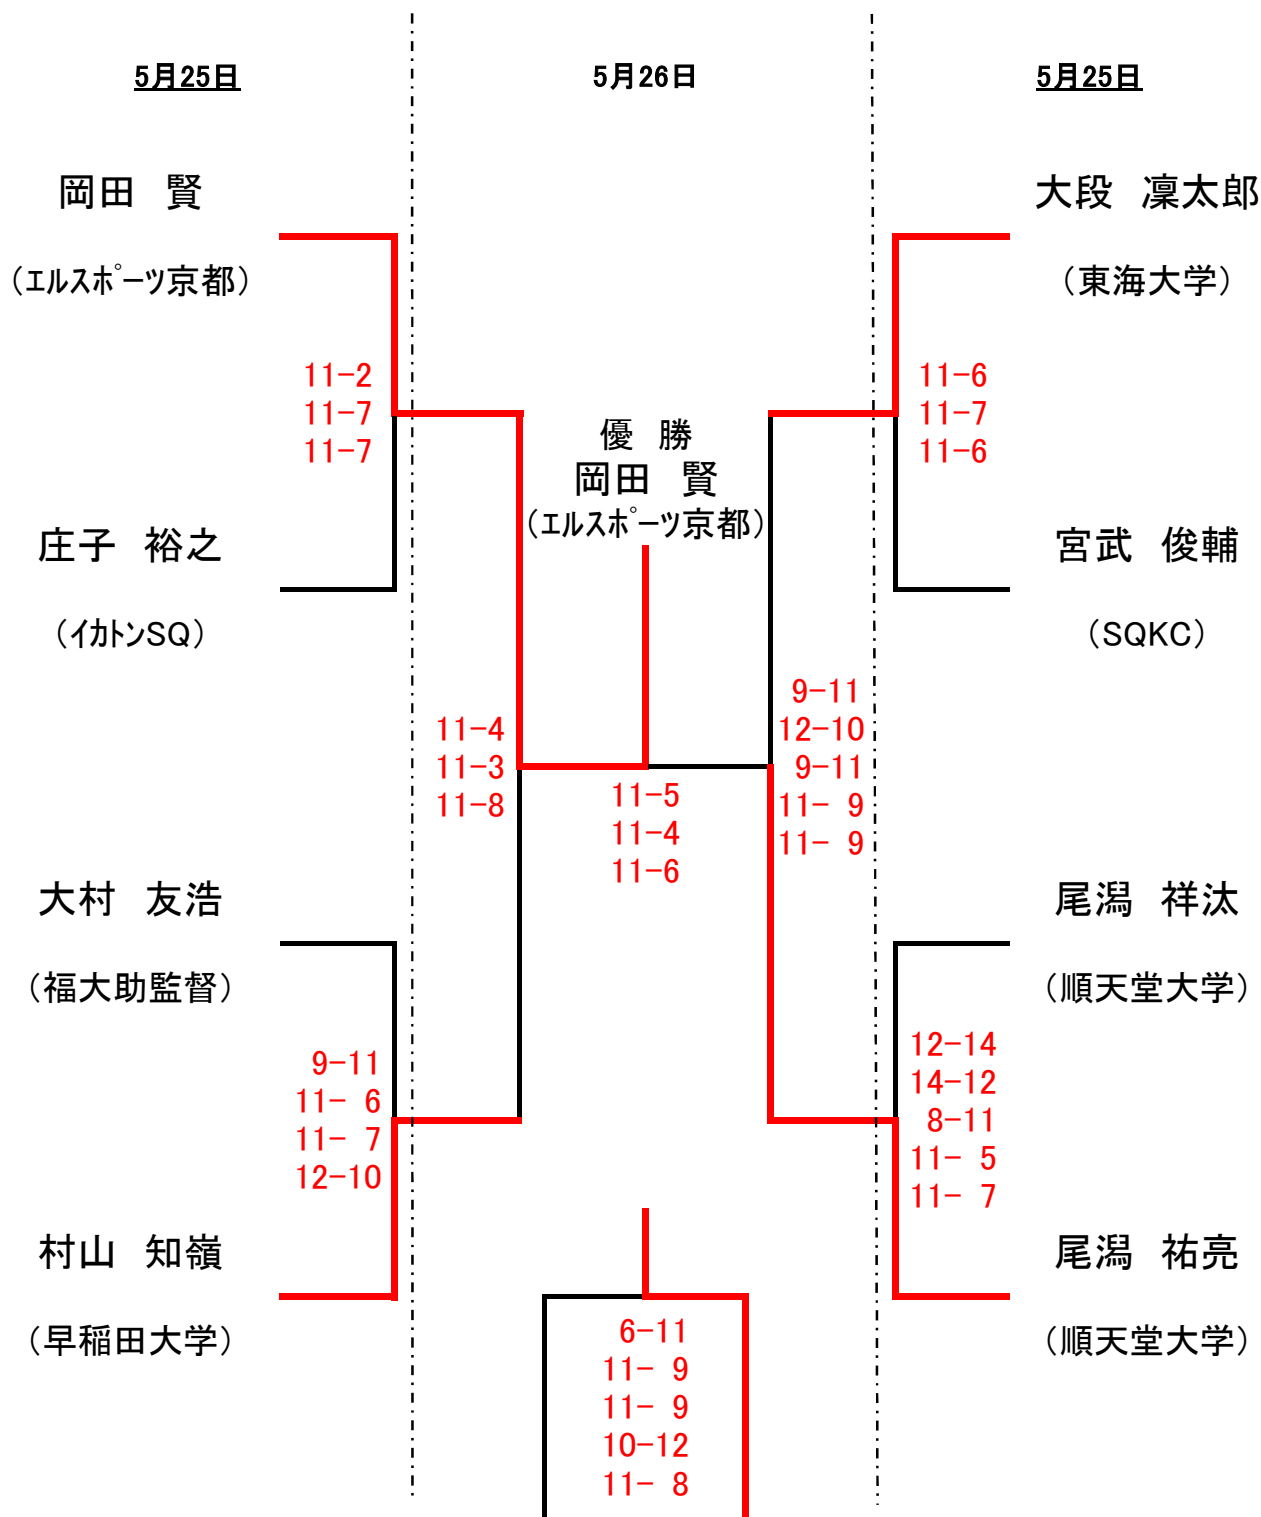 5月25日
5月26日
5月25日
岡田　賢
（エルスポーツ京都）
11-2
11-7
11-7
庄子　裕之
（イカトンSQ）
大村　友浩
（福大助監督）
9-11
11- 6
11- 7
12-10
村山　知嶺
（早稲田大学）
11-4
11-3
11-8
優　勝
岡田　賢
（エルスポーツ京都）
11-5
11-4
11-6
9-11
12-10
9-11
11- 9
11- 9
6-11
11- 9
11- 9
10-12
11- 8
大段　凜太郎
（東海大学）
11-6
11-7
11-6
宮武　俊輔
（SQKC）
尾潟　祥汰
（順天堂大学）
12-14
14-12
8-11
11- 5
11- 7
尾潟　祐亮
（順天堂大学）